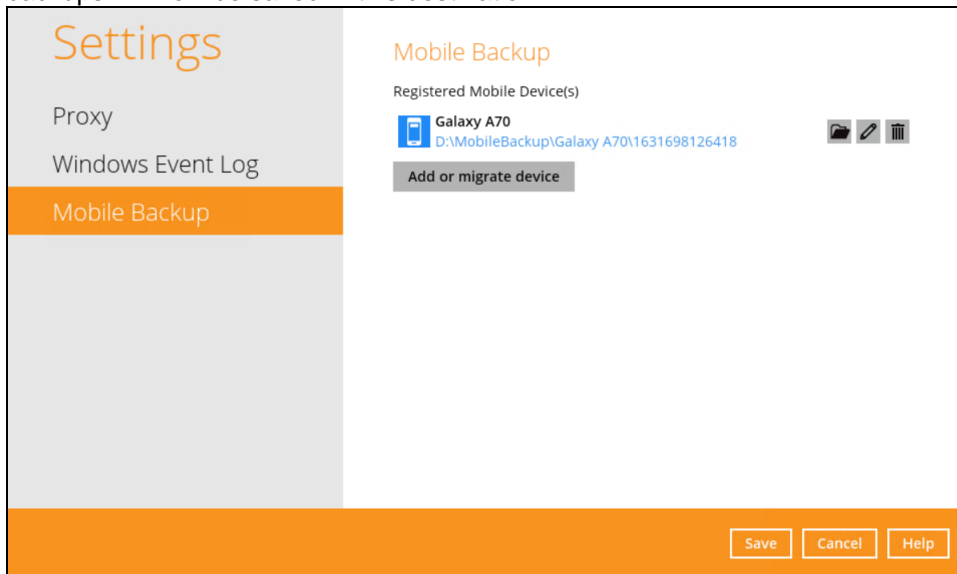 Settings
Proxy
Windows Event Log
Mobile Backup
Mobile Backup
Registered Mobile Device(s)
Galaxy A70
D:\MobileBackup\Galaxy A70\1631698126418
Add or migrate device
Save
Cancel
Help